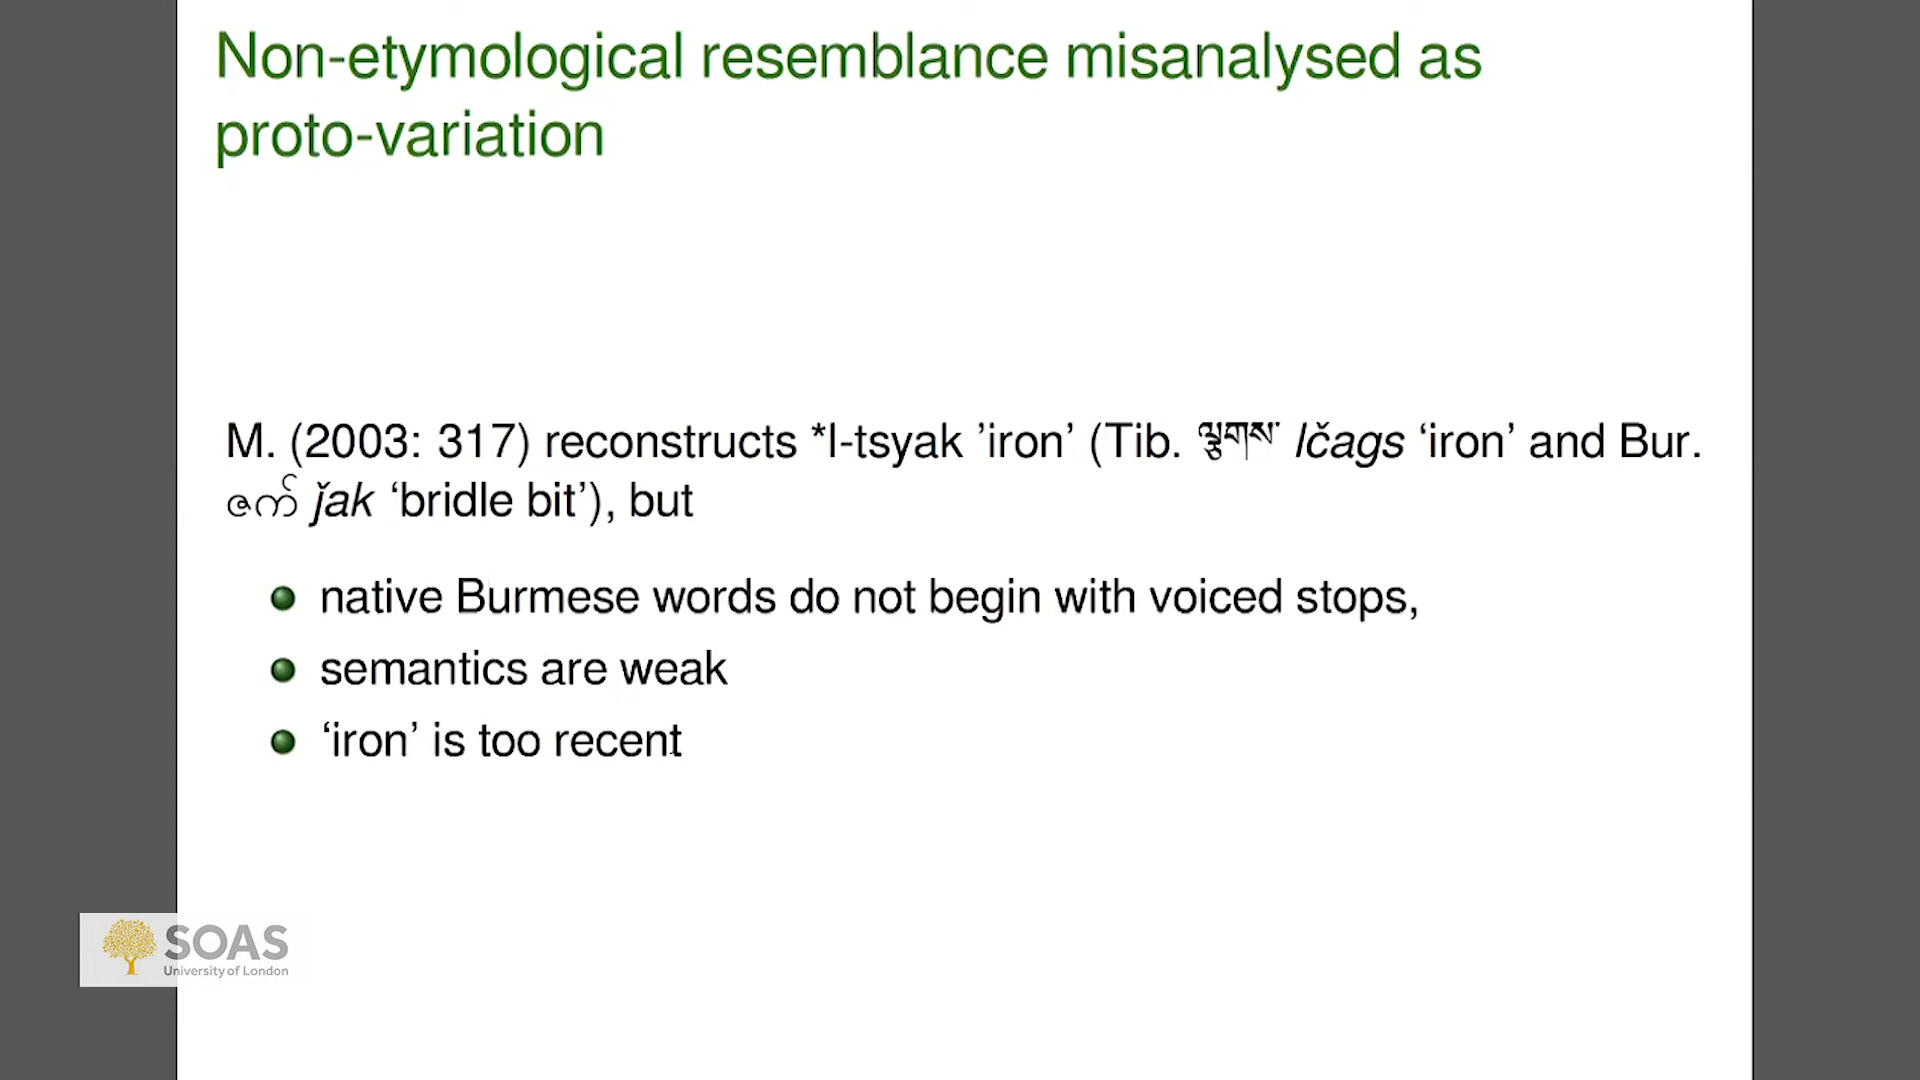 Non-etymological resemblance misanalysed as
proto-variation
M. (2003: 317) reconstructs *l-tsyak ’iron’ (Tib. ལྕགས་ lčags ‘iron’ and Bur.
ဇက် ǰak ‘bridle bit’), but
native Burmese words do not begin with voiced stops,
semantics are weak
‘iron’ is too recent
SOAS
University of London